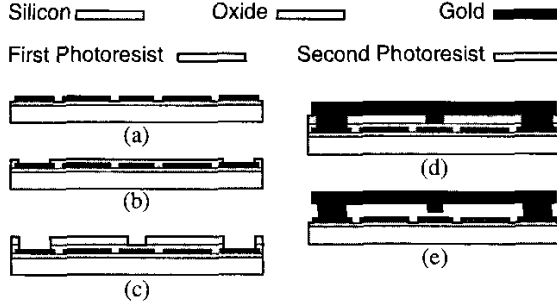 Silicon Oxide Gold
First Photoresist Second Photoresist
(a)
(b)
(c)
(d)
(e)